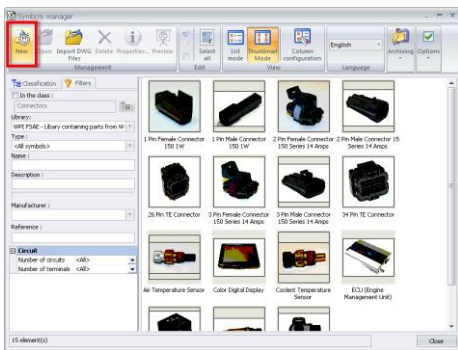 Symbols manager
New Open Import DWG Files Delete Properties... Preview Select all List mode Thumbnail Mode Column configuration English Archiving Options
Management Edit View Language
Classification Filters
In the class :
Connectors
Library:
WPI FSAE - Libary containing parts from W
Type :
<All symbols>
Name :
Description :
Manufacturer :
Reference :
Circuit
Number of circuits <All>
Number of terminals <All>
1 Pin Female Connector 150 1W
1 Pin Male Connector 150 1W
2 Pin Female Connector 150 Series 14 Amps
2 Pin Male Connector 15 Series 14 Amps
26 Pin TE Connector
3 Pin Female Connector 150 Series 14 Amps
3 Pin Male Connector 150 Series 14 Amps
34 Pin TE Connector
Air Temperature Sensor
Color Digital Display
Coolent Temperature Sensor
ECU (Engine Management Unit)
15 element(s)
Close